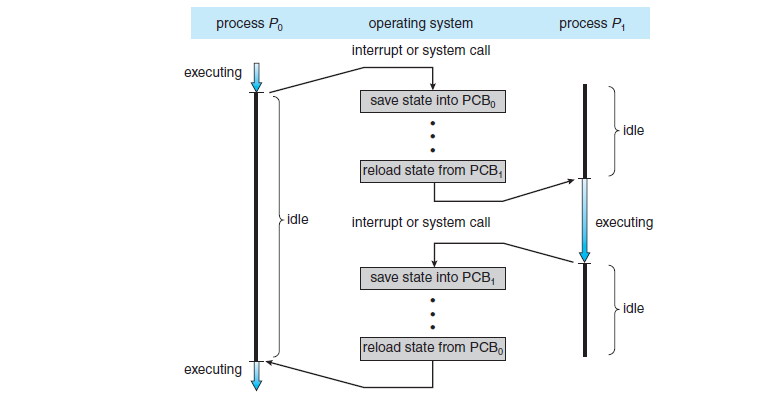 process P₀ operating system process P₁
interrupt or system call
executing
save state into PCB₀
idle
reload state from PCB₁
idle
interrupt or system call
executing
save state into PCB₁
idle
reload state from PCB₀
executing